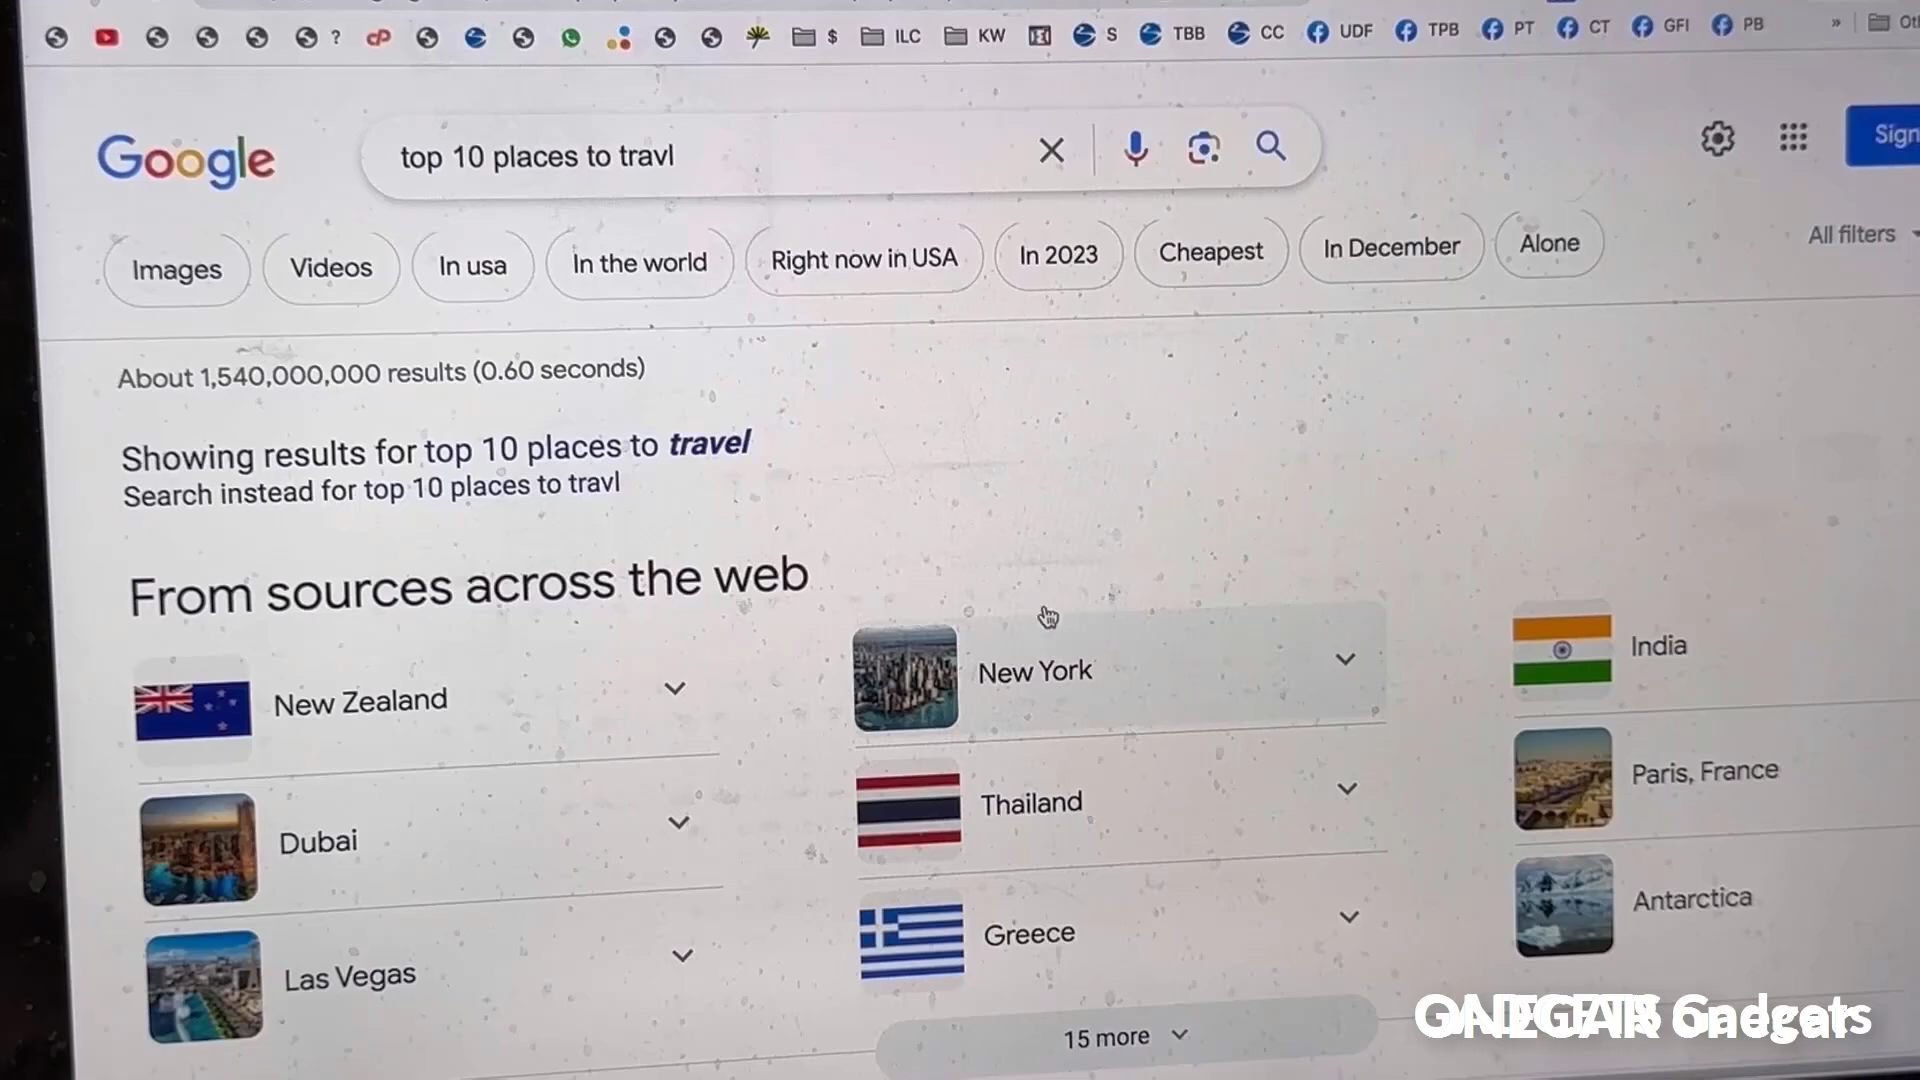 ?
$
ILC
KW
S
TBB
CC
UDF
TPB
PT
CT
GFI
PB
»
Google
top 10 places to travl
Sign
Images
Videos
In usa
In the world
Right now in USA
In 2023
Cheapest
In December
Alone
All filters
About 1,540,000,000 results (0.60 seconds)
Showing results for top 10 places to travel
Search instead for top 10 places to travl
From sources across the web
New Zealand
New York
India
Dubai
Thailand
Paris, France
Las Vegas
Greece
Antarctica
15 more